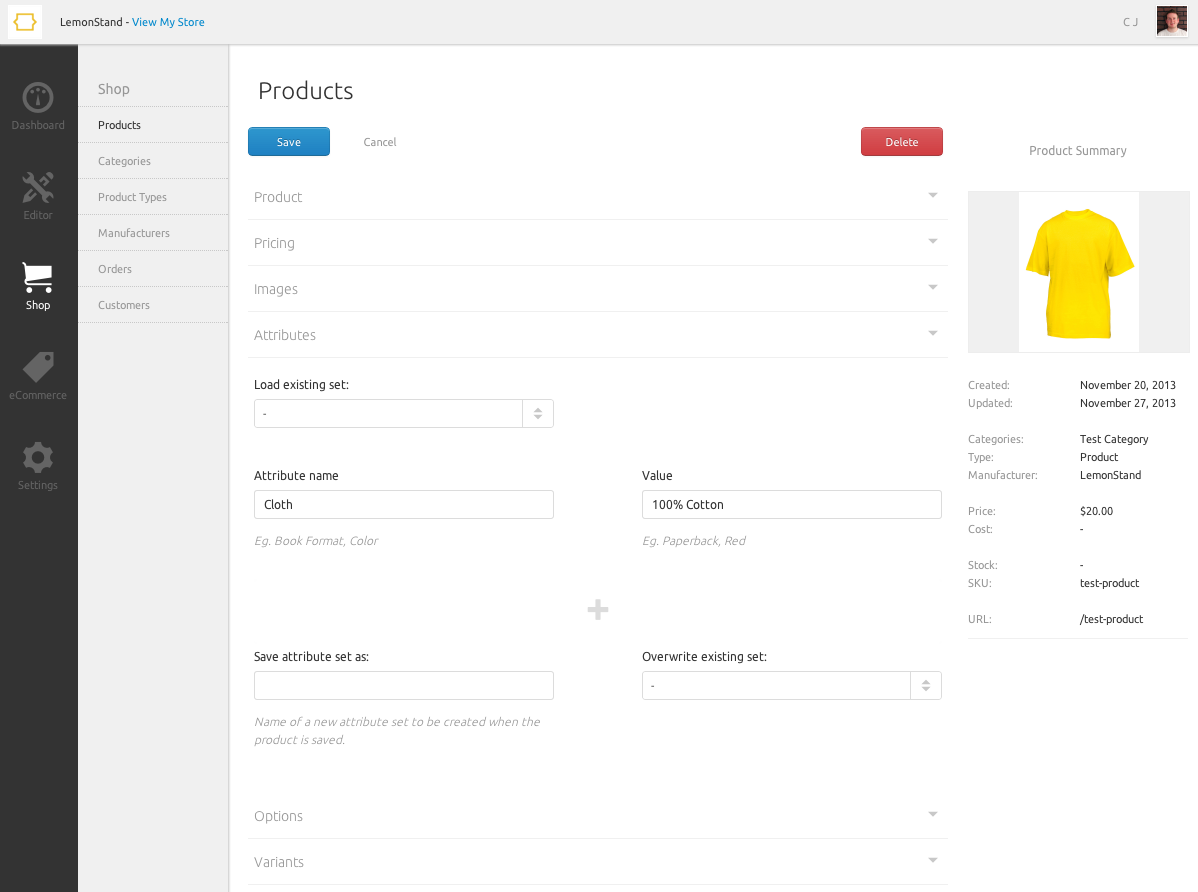 LemonStand - View My Store
C J
Dashboard
Editor
Shop
eCommerce
Settings
Shop
Products
Categories
Product Types
Manufacturers
Orders
Customers
Products
Save
Cancel
Delete
Product
Pricing
Images
Attributes
Load existing set:
-
Attribute name
Value
Cloth
100% Cotton
Eg. Book Format, Color
Eg. Paperback, Red
Save attribute set as:
Overwrite existing set:
-
Name of a new attribute set to be created when the
product is saved.
Options
Variants
Product Summary
Created: November 20, 2013
Updated: November 27, 2013
Categories: Test Category
Type: Product
Manufacturer: LemonStand
Price: $20.00
Cost: -
Stock: -
SKU: test-product
URL: /test-product